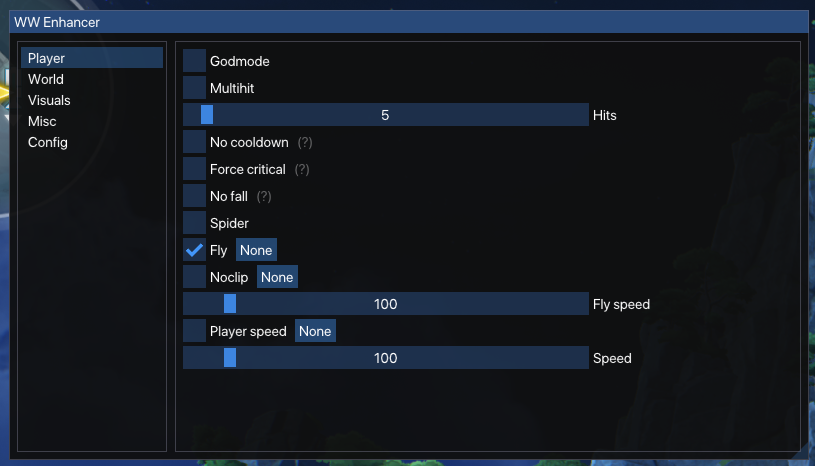 WW Enhancer
Player
World
Visuals
Misc
Config
Godmode
Multihit
5 Hits
No cooldown (?)
Force critical (?)
No fall (?)
Spider
Fly None
Noclip None
100 Fly speed
Player speed None
100 Speed